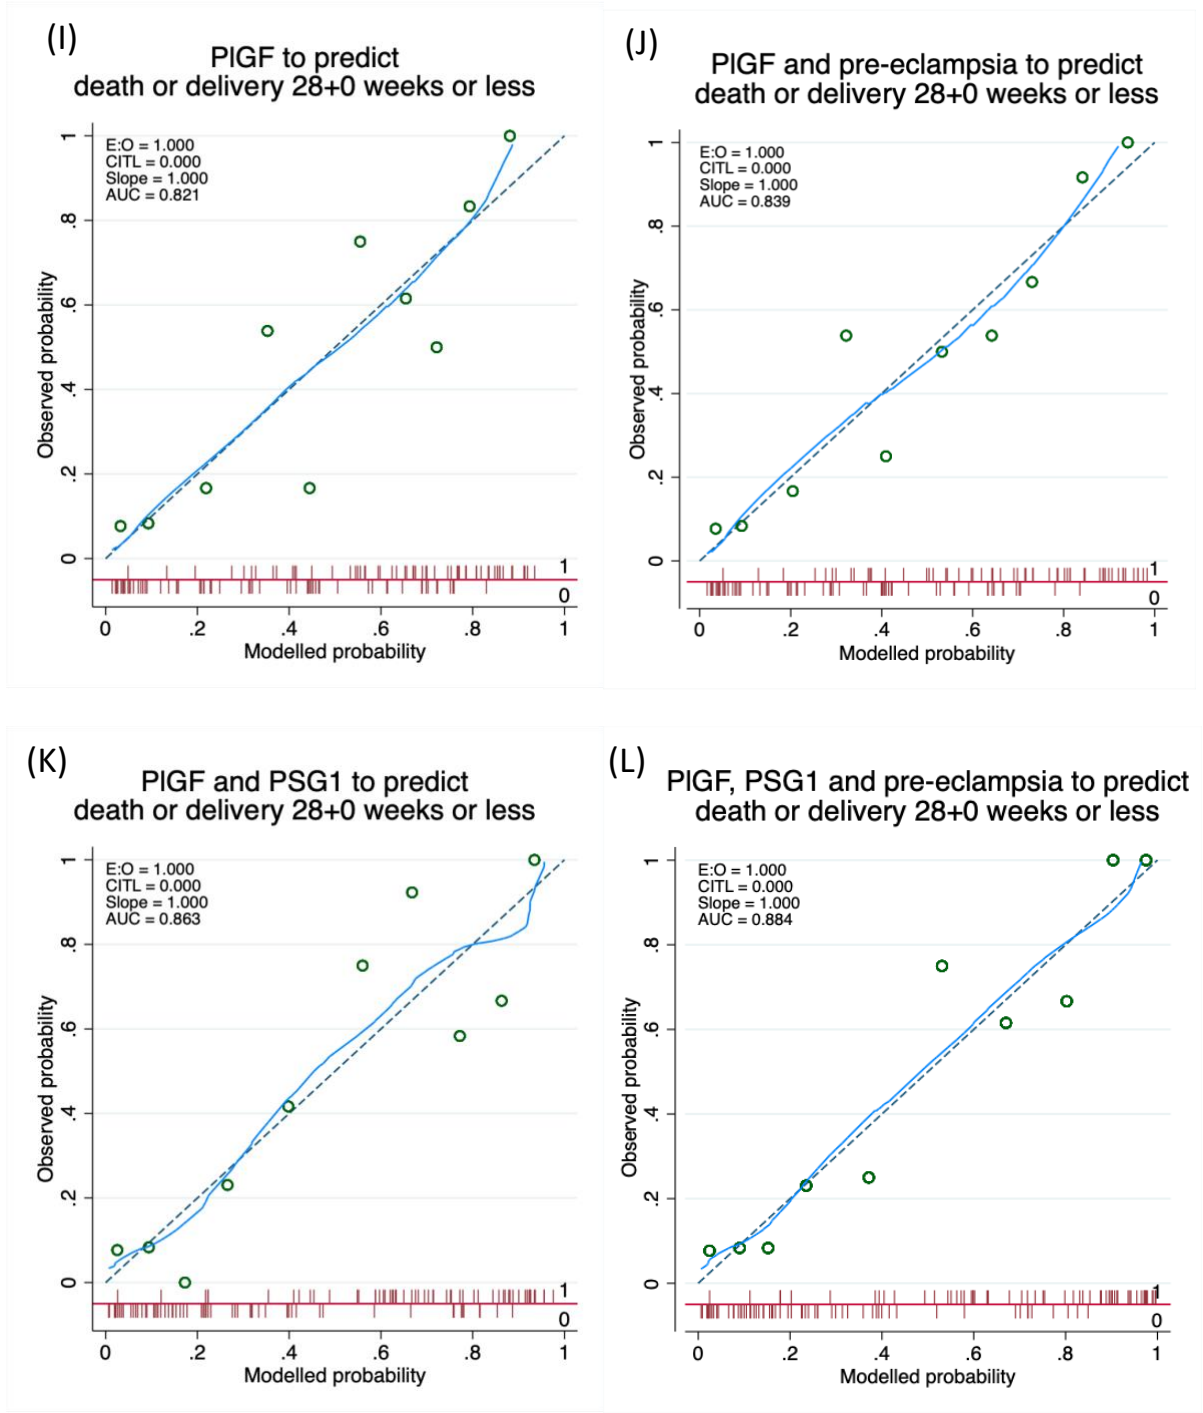 (I)
PlGF to predict
death or delivery 28+0 weeks or less
E:O = 1.000
CITL = 0.000
Slope = 1.000
AUC = 0.821
Observed probability
1
.8
.6
.4
.2
0
1
0
0 .2 .4 .6 .8 1
Modelled probability
(J)
PlGF and pre-eclampsia to predict
death or delivery 28+0 weeks or less
E:O = 1.000
CITL = 0.000
Slope = 1.000
AUC = 0.839
Observed probability
1
.8
.6
.4
.2
0
1
0
0 .2 .4 .6 .8 1
Modelled probability
(K)
PlGF and PSG1 to predict
death or delivery 28+0 weeks or less
E:O = 1.000
CITL = 0.000
Slope = 1.000
AUC = 0.863
Observed probability
1
.8
.6
.4
.2
0
1
0
0 .2 .4 .6 .8 1
Modelled probability
(L)
PlGF, PSG1 and pre-eclampsia to predict
death or delivery 28+0 weeks or less
E:O = 1.000
CITL = 0.000
Slope = 1.000
AUC = 0.884
Observed probability
1
.8
.6
.4
.2
0
1
0
0 .2 .4 .6 .8 1
Modelled probability